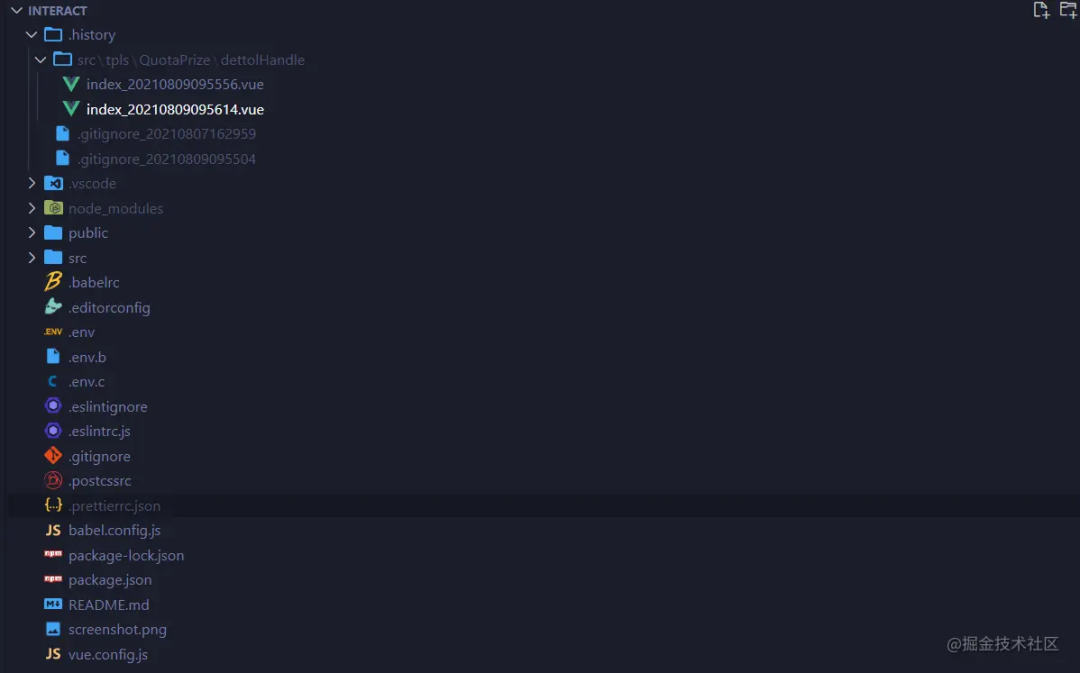 INTERACT
.history
src\tpls\QuotaPrize\dettolHandle
index_20210809095556.vue
index_20210809095614.vue
.gitignore_20210807162959
.gitignore_20210809095504
.vscode
node_modules
public
src
.babelrc
.editorconfig
.ENV .env
.env.b
C .env.c
.eslintignore
.eslintrc.js
.gitignore
.postcssrc
{..} .prettierrc.json
JS babel.config.js
npm package-lock.json
npm package.json
M README.md
screenshot.png
JS vue.config.js
@掘金技术社区